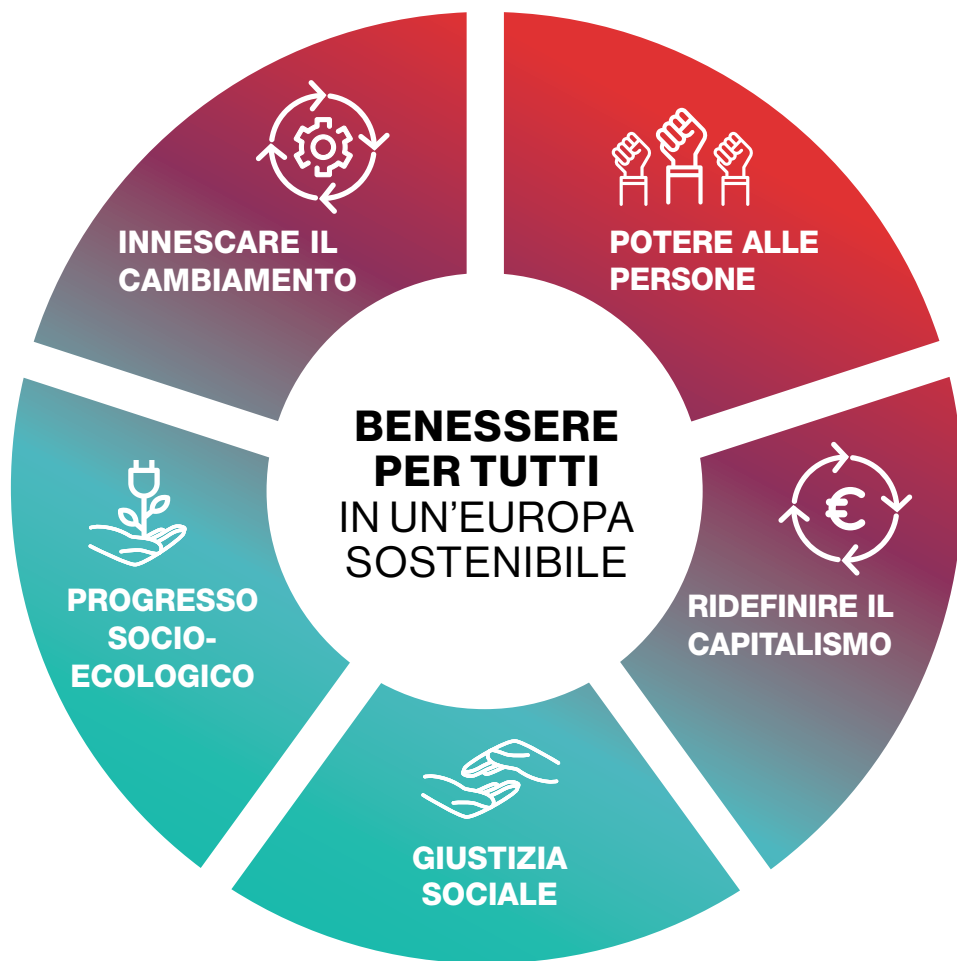 INNESCARE IL
CAMBIAMENTO
POTERE ALLE
PERSONE
BENESSERE
PER TUTTI
IN UN'EUROPA
SOSTENIBILE
€
RIDEFINIRE IL
CAPITALISMO
PROGRESSO
SOCIO-
ECOLOGICO
GIUSTIZIA
SOCIALE